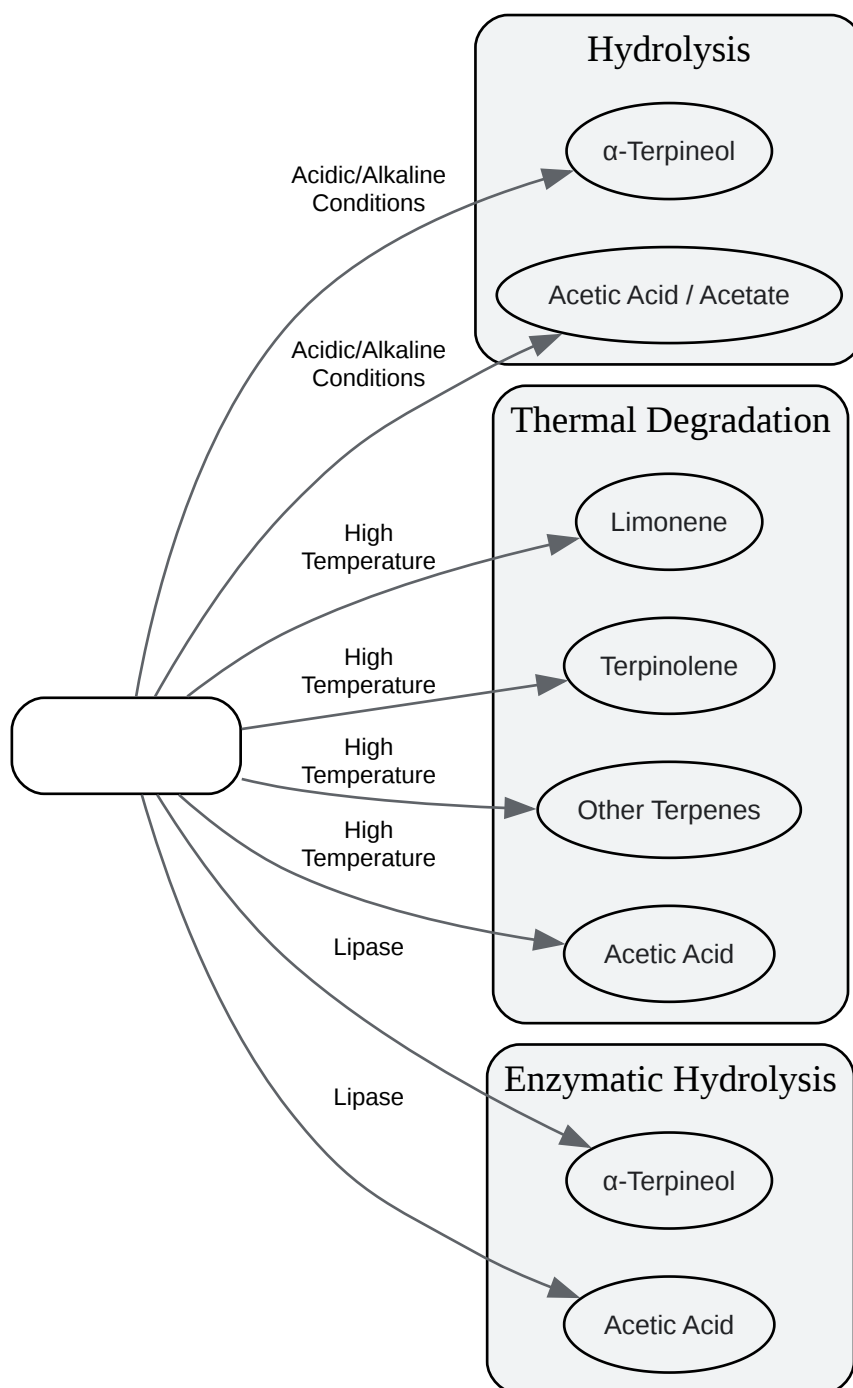 Hydrolysis
α-Terpineol
Acidic/Alkaline
Conditions
Acetic Acid / Acetate
Acidic/Alkaline
Conditions
Thermal Degradation
Limonene
High
Temperature
Terpinolene
High
Temperature
High
Temperature
Other Terpenes
High
Temperature
Acetic Acid
Lipase
Enzymatic Hydrolysis
Lipase
α-Terpineol
Acetic Acid